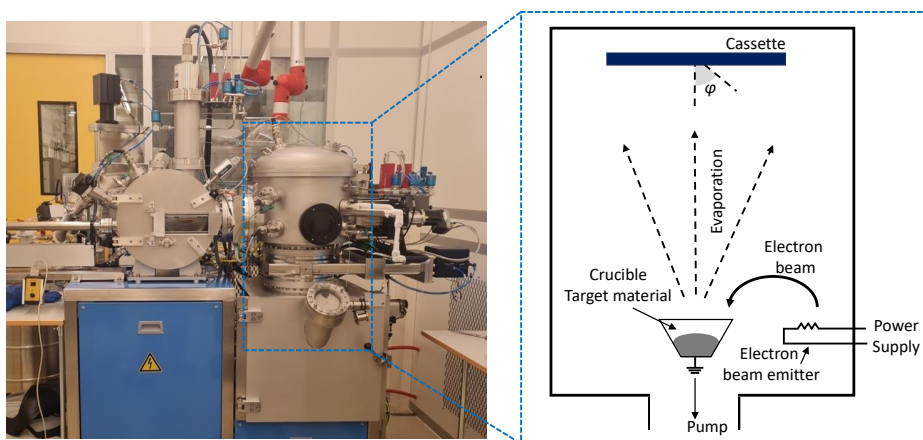 Cassette
φ
Evaporation
Electron
beam
Crucible
Target material
Power
Supply
Electron
beam emitter
Pump